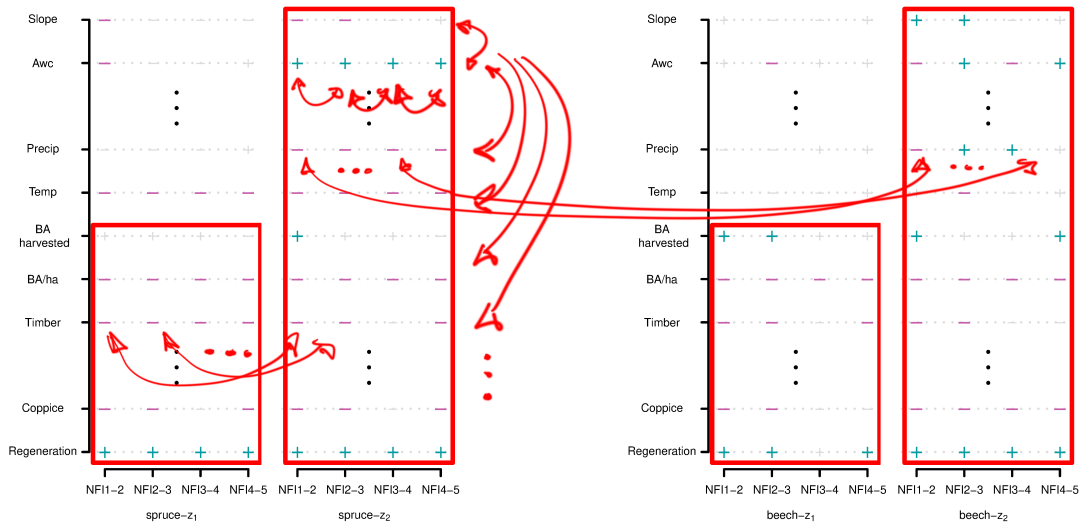 Slope
Awc
Precip
Temp
BA
harvested
BA/ha
Timber
Coppice
Regeneration
NFI1−2 NFI2−3 NFI3−4 NFI4−5 NFI1−2 NFI2−3 NFI3−4 NFI4−5
spruce−z₁ spruce−z₂
Slope
Awc
Precip
Temp
BA
harvested
BA/ha
Timber
Coppice
Regeneration
NFI1−2 NFI2−3 NFI3−4 NFI4−5 NFI1−2 NFI2−3 NFI3−4 NFI4−5
beech−z₁ beech−z₂